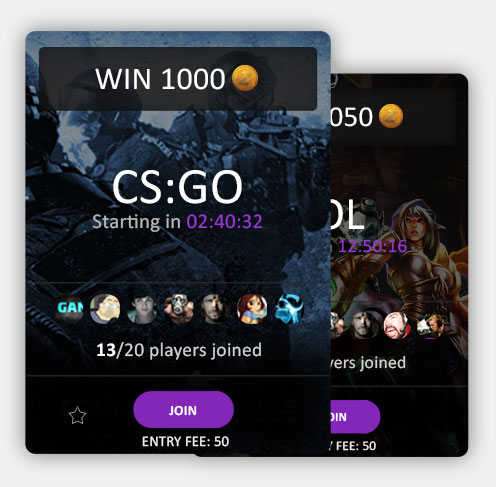 WIN 1000
CS:GO
Starting in 02:40:32
GAM
13/20 players joined
JOIN
ENTRY FEE: 50
050
OL
12:50:16
yers joined
OIN
Y FEE: 50